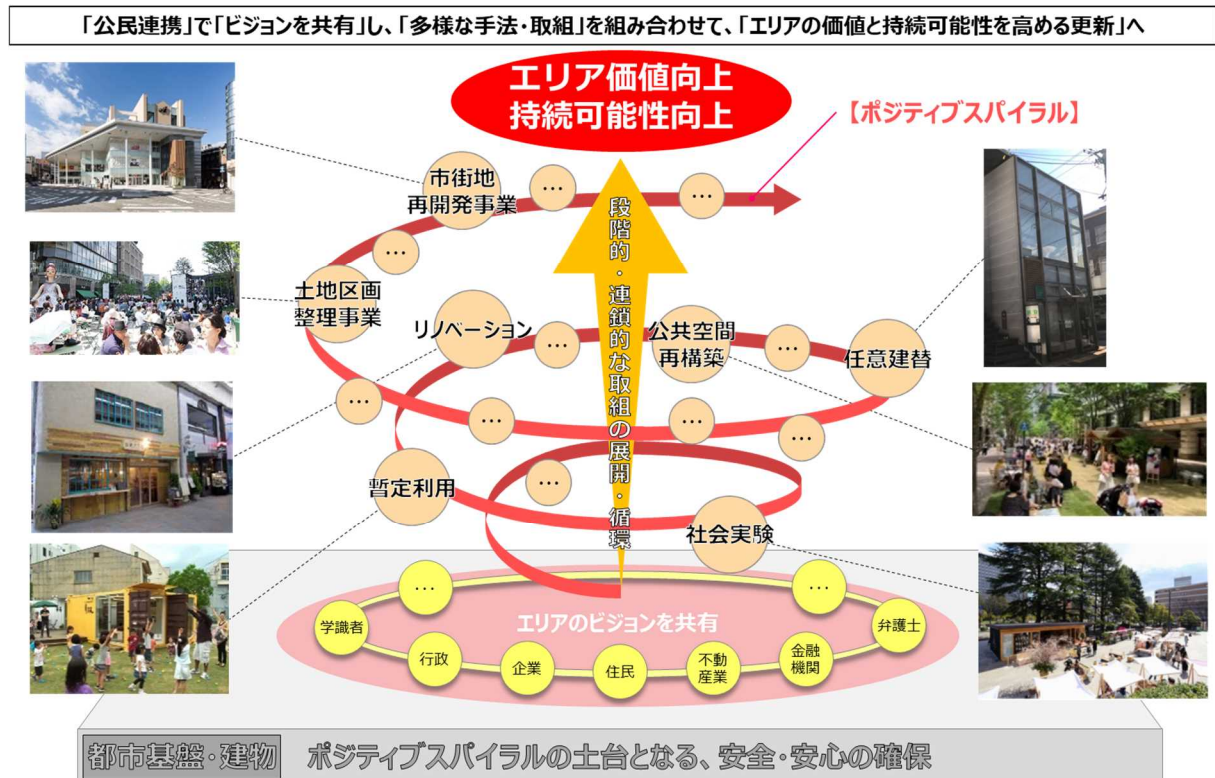 「公民連携」で「ビジョンを共有」し、「多様な手法・取組」を組み合わせて、「エリアの価値と持続可能性を高める更新」へ
エリア価値向上
持続可能性向上
【ポジティブスパイラル】
市街地
再開発事業
…
…
…
土地区画
整理事業
リノベーション
…
公共空間
再構築
…
任意建替
…
…
…
…
暫定利用
…
社会実験
段階的・連鎖的な取組の展開・循環
…
…
エリアのビジョンを共有
学識者
行政
企業
住民
不動
産業
金融
機関
弁護士
都市基盤・建物
ポジティブスパイラルの土台となる、安全・安心の確保